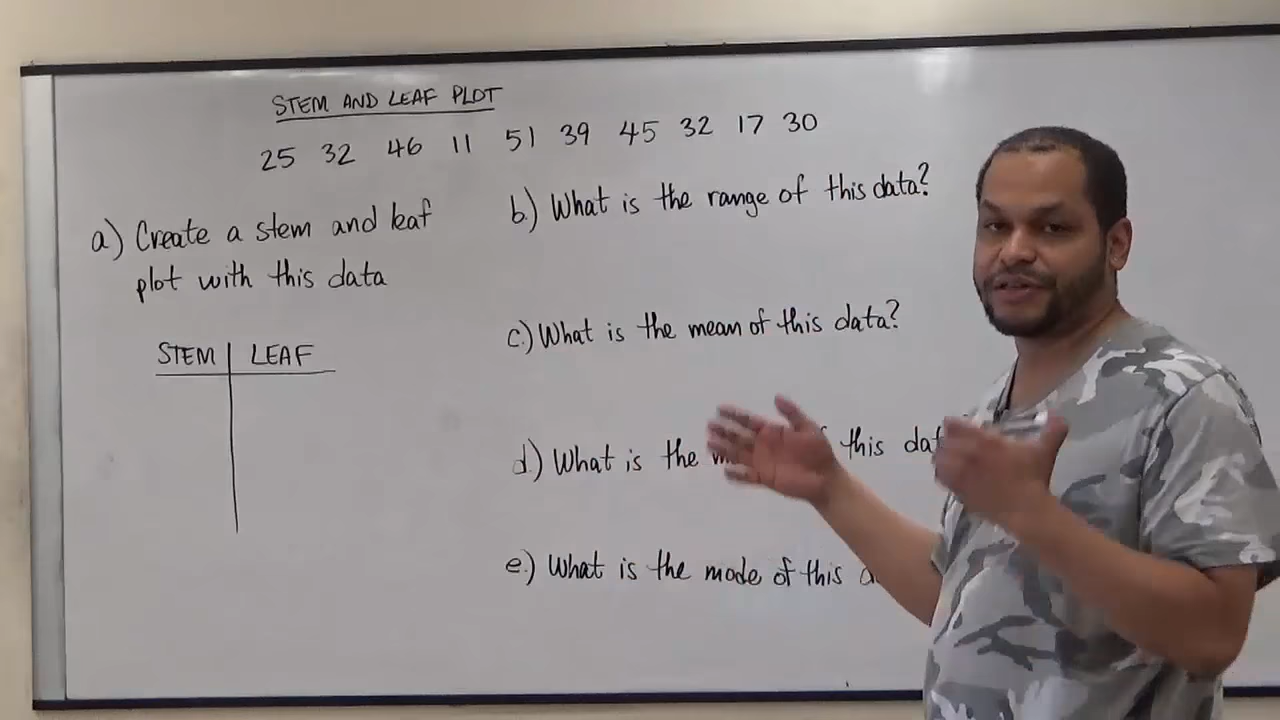 STEM AND LEAF PLOT
25 32 46 11 51 39 45 32 17 30
a) Create a stem and leaf
plot with this data
STEM LEAF
b.) What is the range of this data?
c.) What is the mean of this data?
d.) What is the this
e.) What is the mode of this